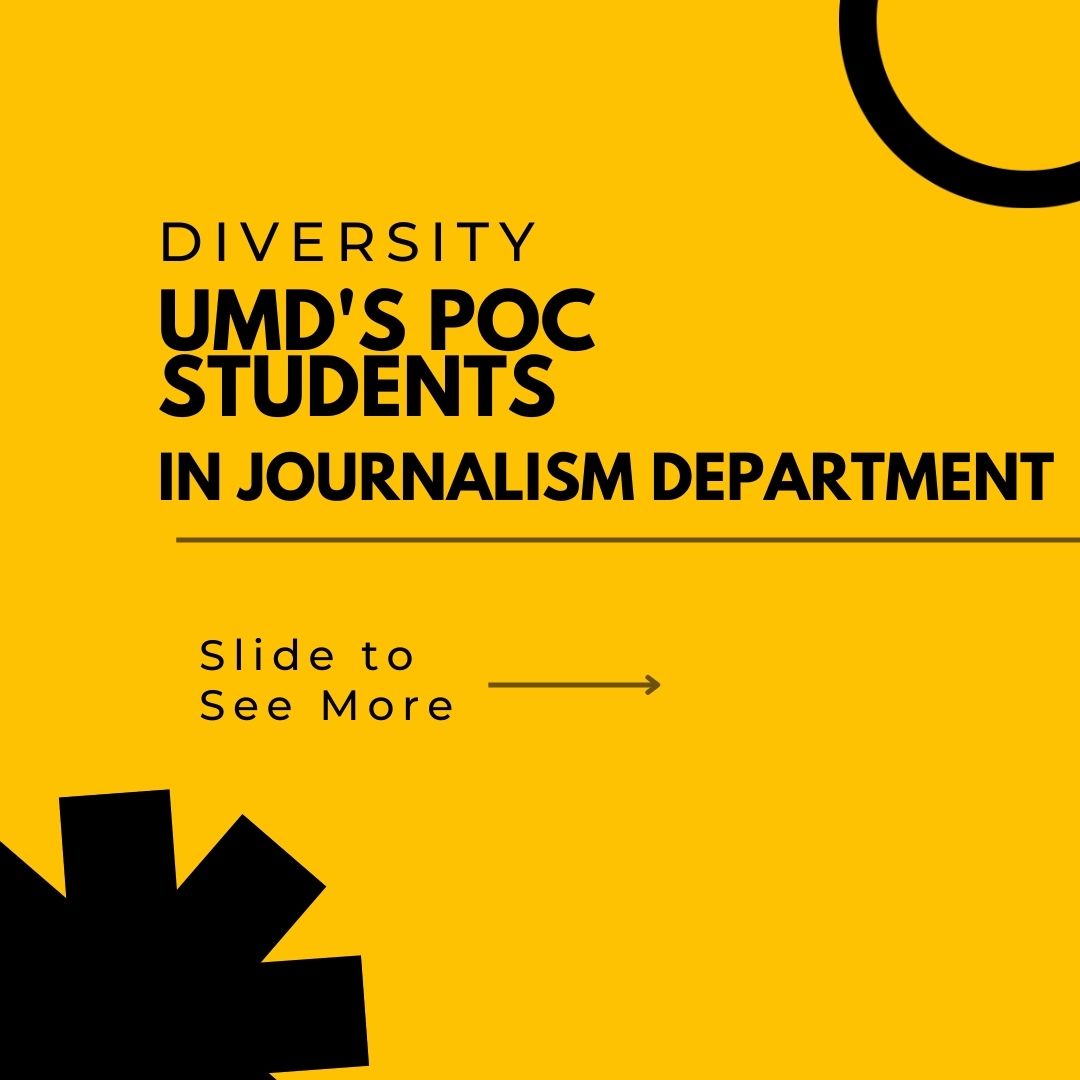 DIVERSITY
UMD'S POC
STUDENTS
IN JOURNALISM DEPARTMENT
Slide to
See More